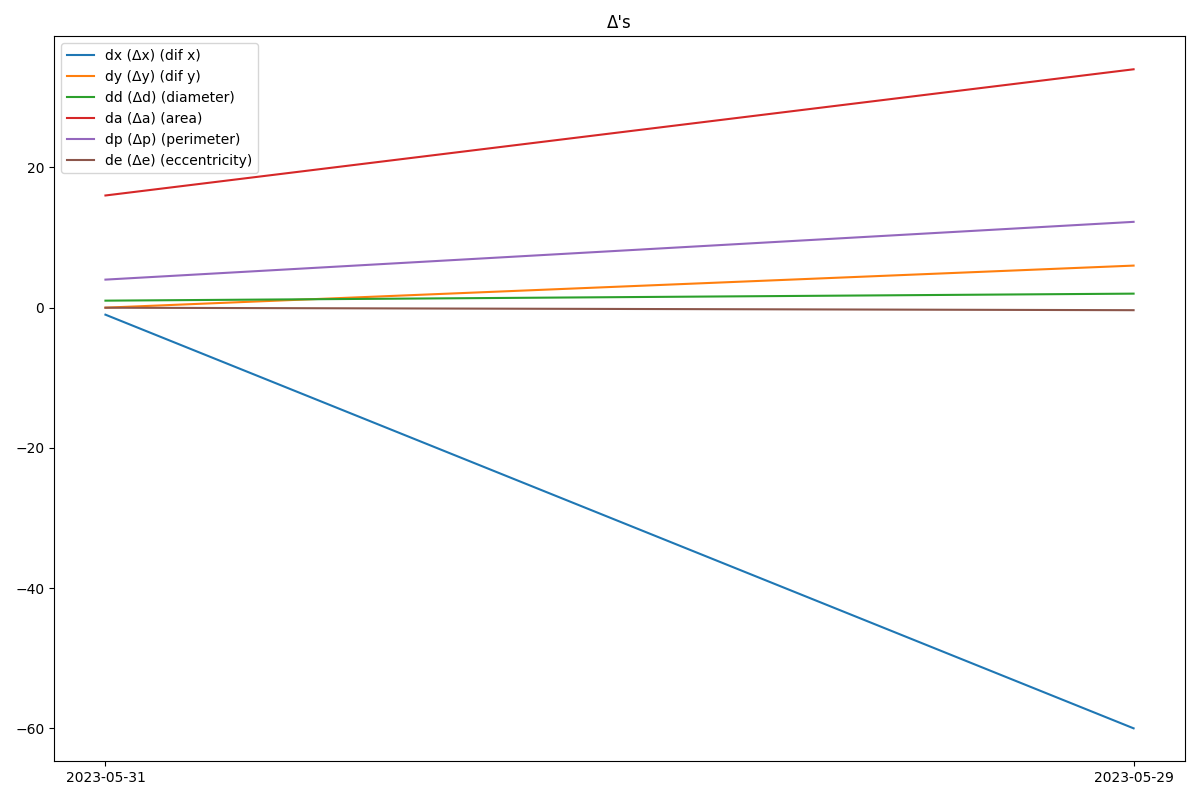 Δ's
dx (Δx) (dif x)
dy (Δy) (dif y)
dd (Δd) (diameter)
da (Δa) (area)
dp (Δp) (perimeter)
de (Δe) (eccentricity)
20
0
−20
−40
−60
2023-05-31
2023-05-29